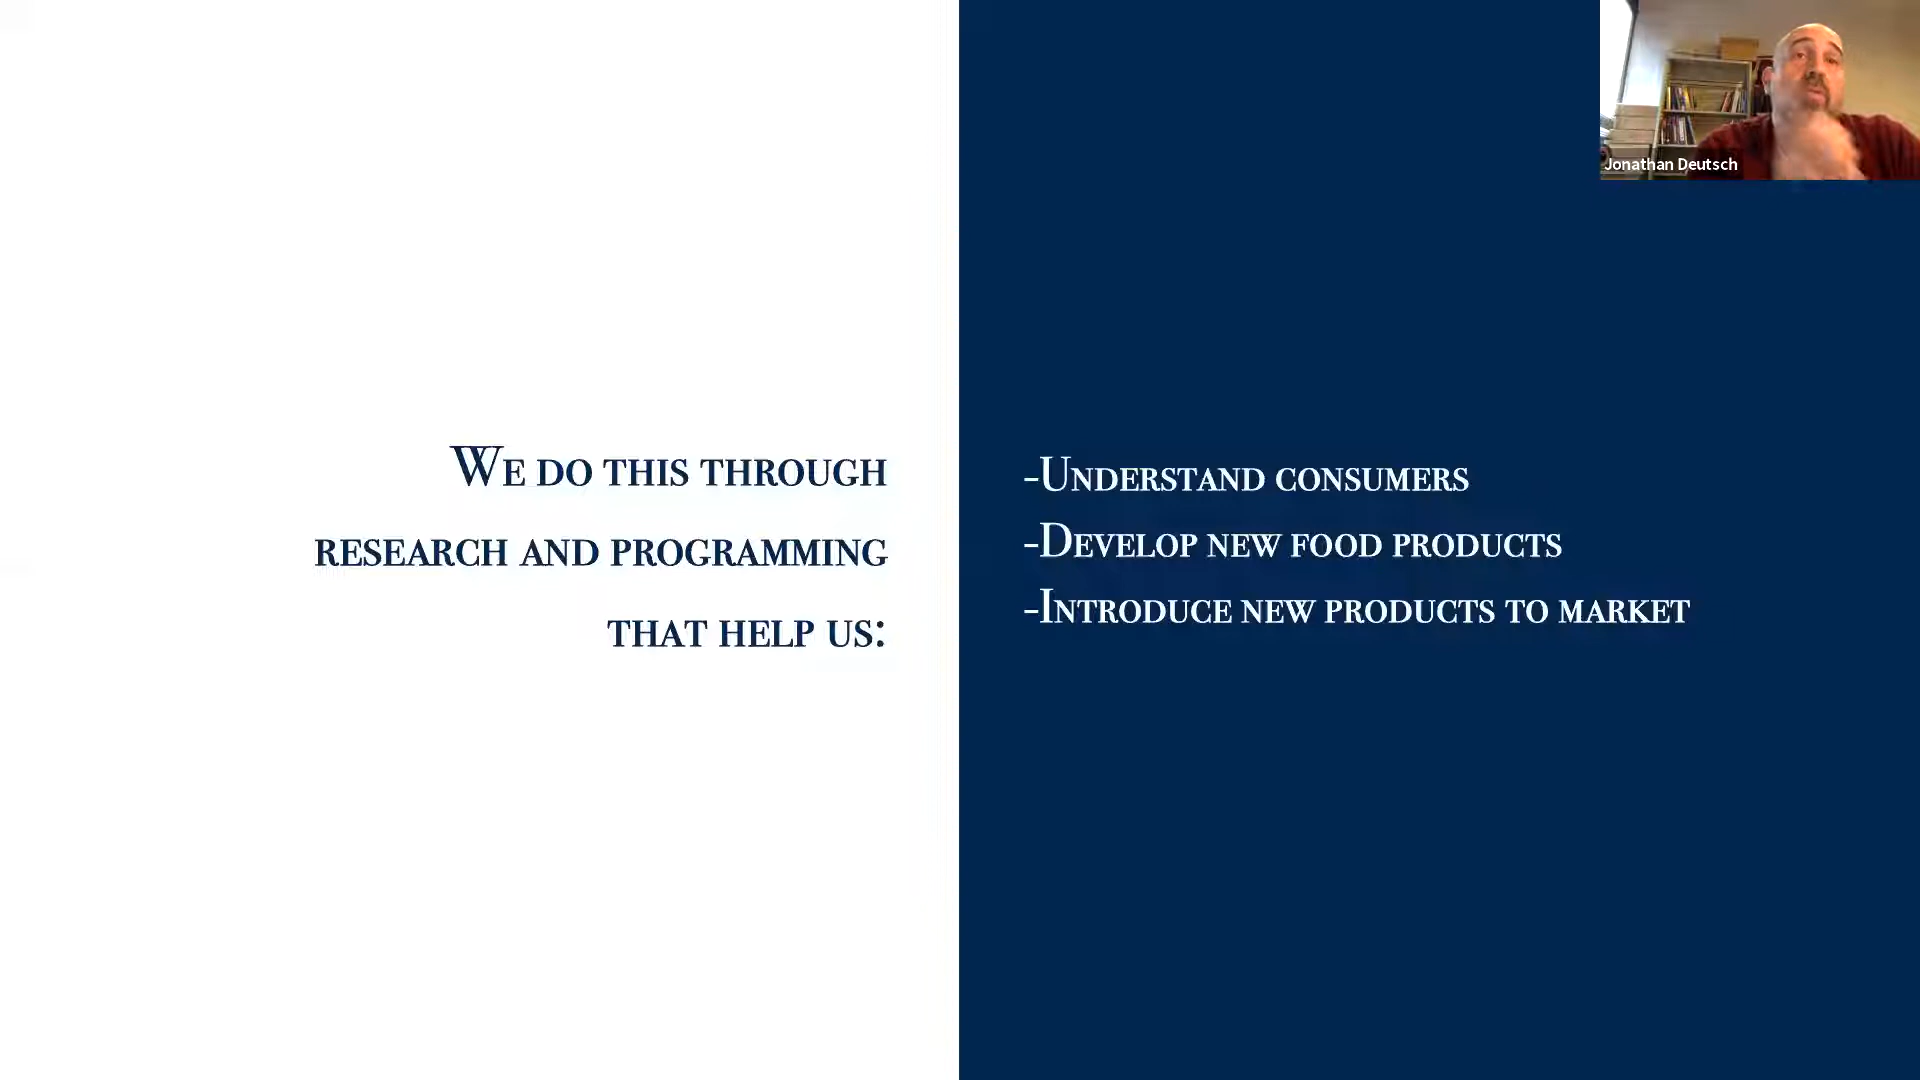 We do this through
research and programming
that help us:
-Understand consumers
-Develop new food products
-Introduce new products to market
Jonathan Deutsch